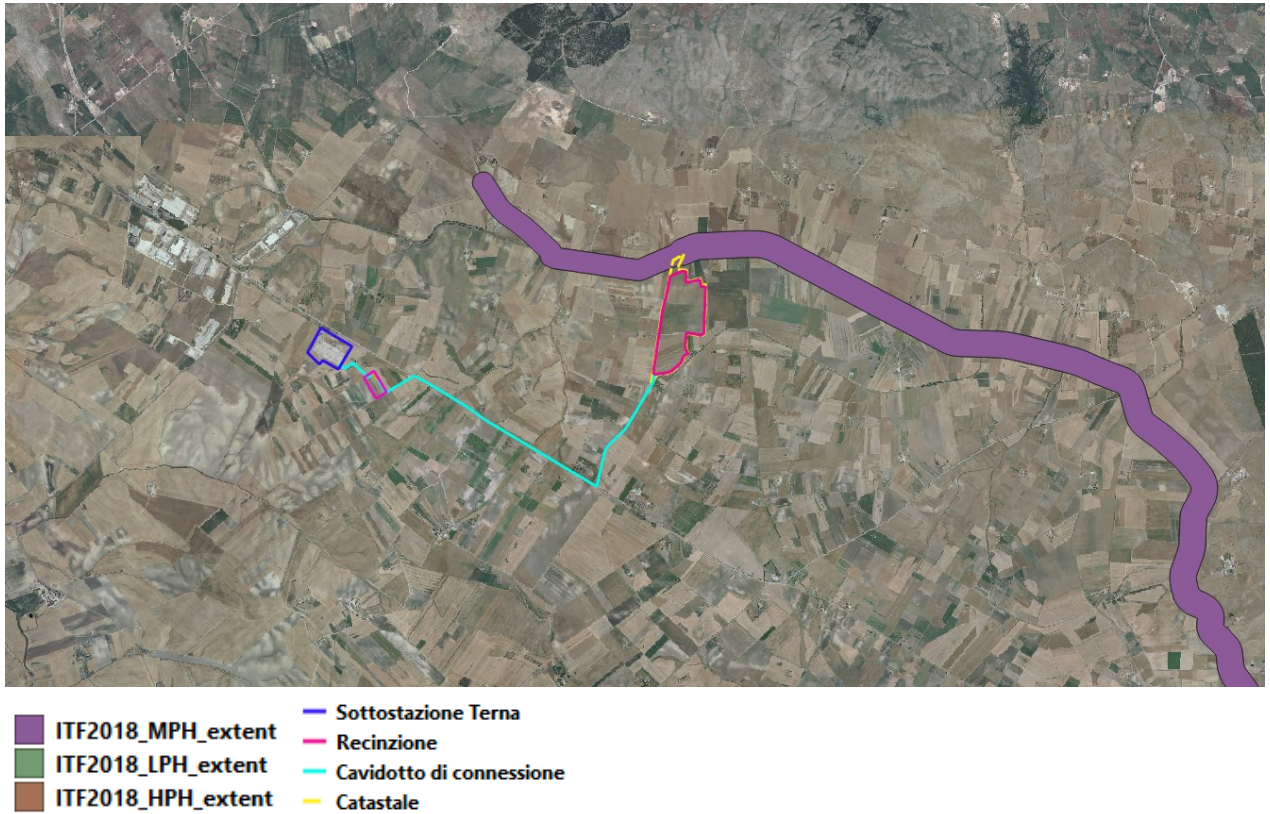 ITF2018_MPH_extent
ITF2018_LPH_extent
ITF2018_HPH_extent
Sottostazione Terna
Recinzione
Cavidotto di connessione
Catastale